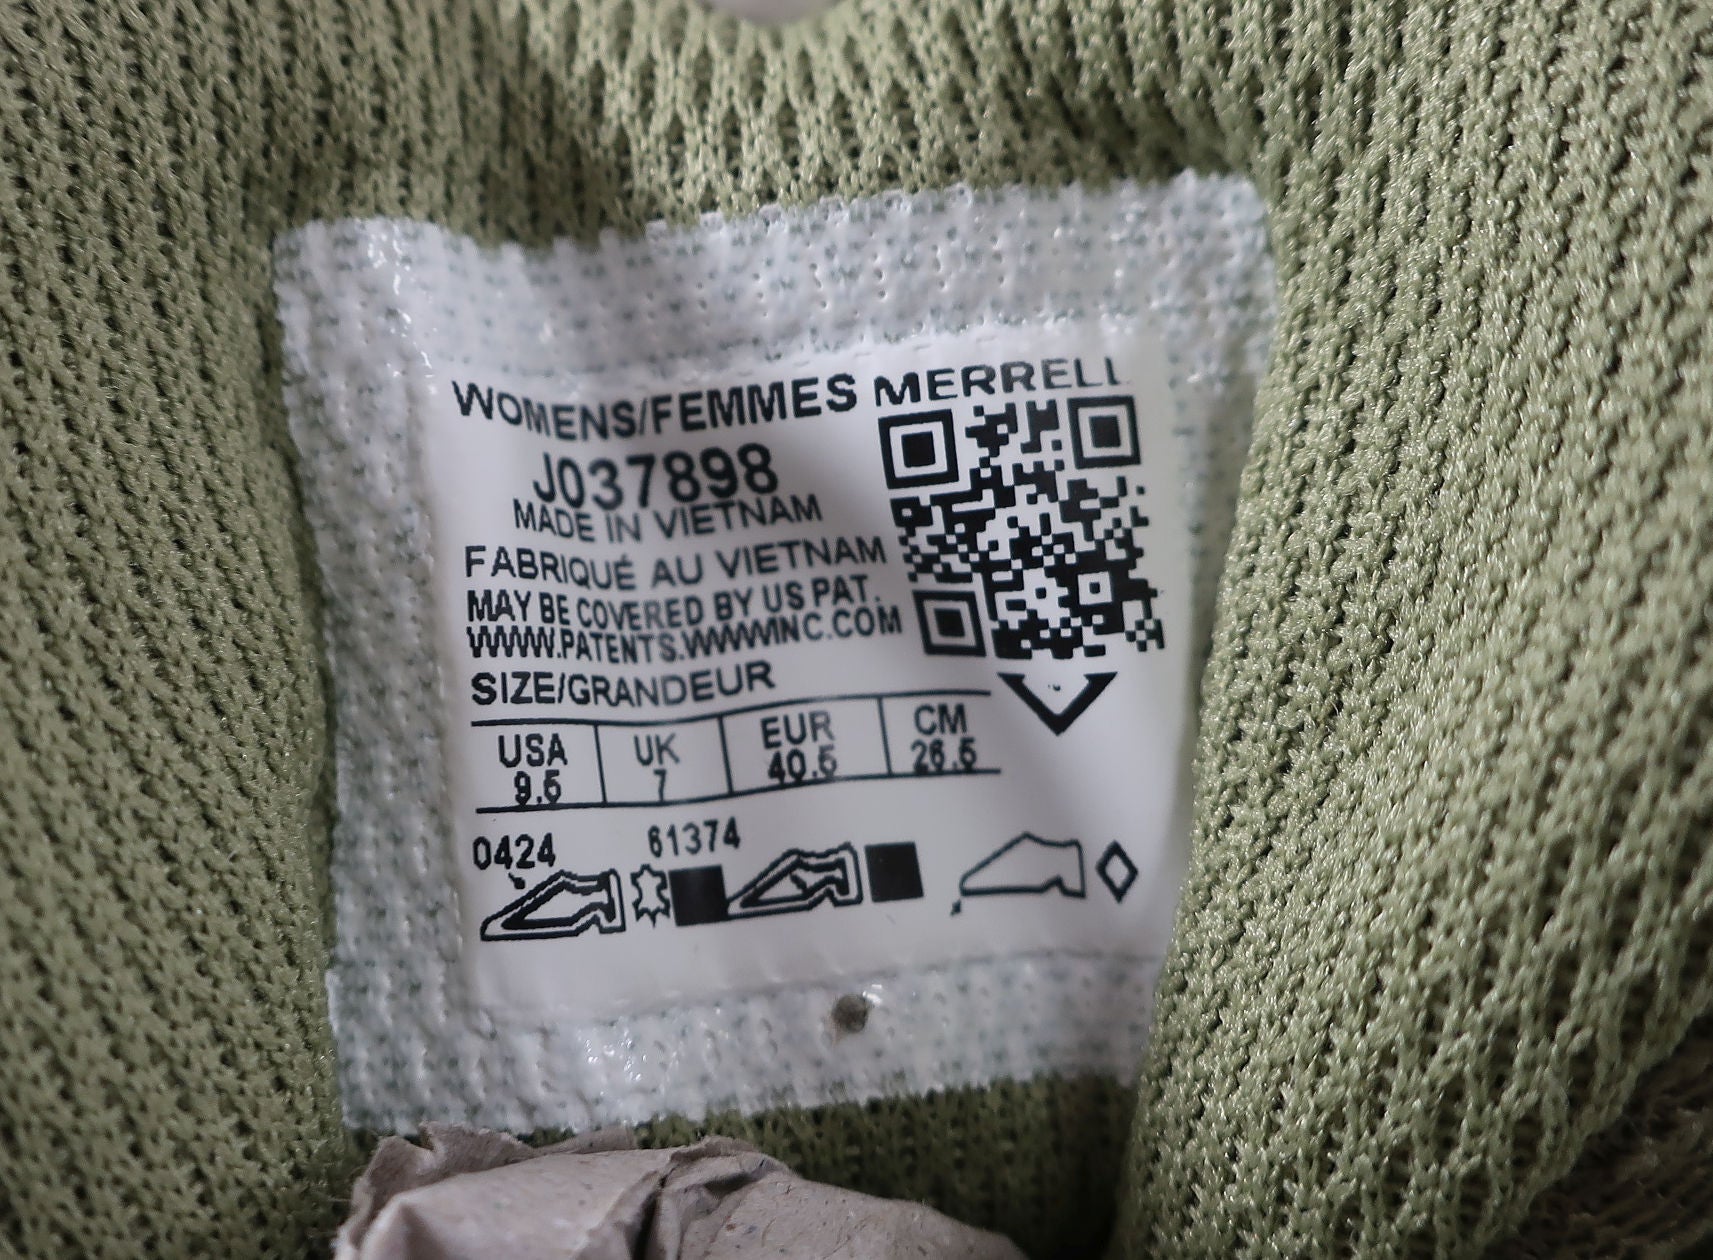 WOMENS/FEMMES MERRELL
J037898
MADE IN VIETNAM
FABRIQUÉ AU VIETNAM
MAY BE COVERED BY US PAT.
WWW.PATENTS.WWWINC.COM
SIZE/GRANDEUR
USA UK EUR CM
9.5 7 40.5 26.5
0424 61374